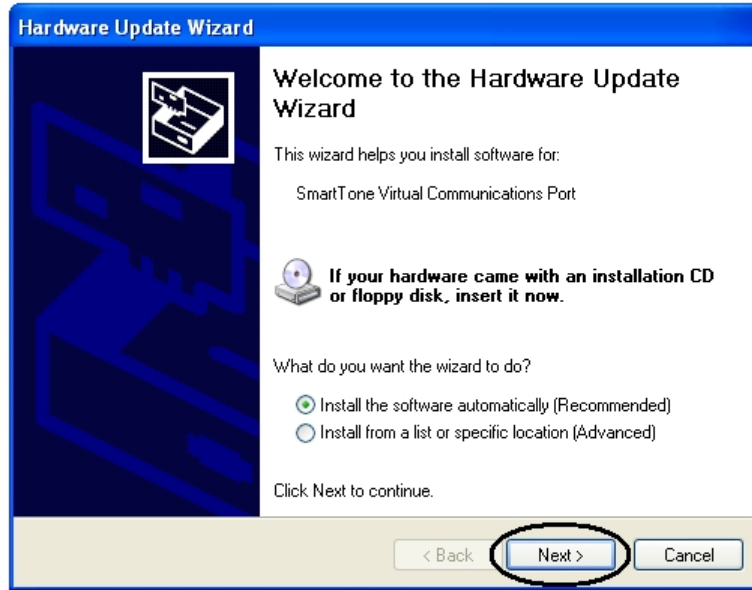 Hardware Update Wizard
Welcome to the Hardware Update
Wizard
This wizard helps you install software for:
SmartTone Virtual Communications Port
If your hardware came with an installation CD
or floppy disk, insert it now.
What do you want the wizard to do?
Install the software automatically (Recommended)
Install from a list or specific location (Advanced)
Click Next to continue.
< Back Next > Cancel